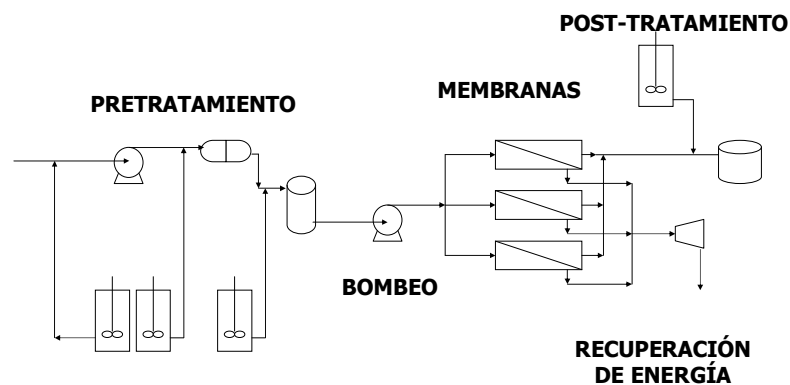 POST-TRATAMIENTO
MEMBRANAS
PRETRATAMIENTO
BOMBEO
RECUPERACIÓN
DE ENERGÍA